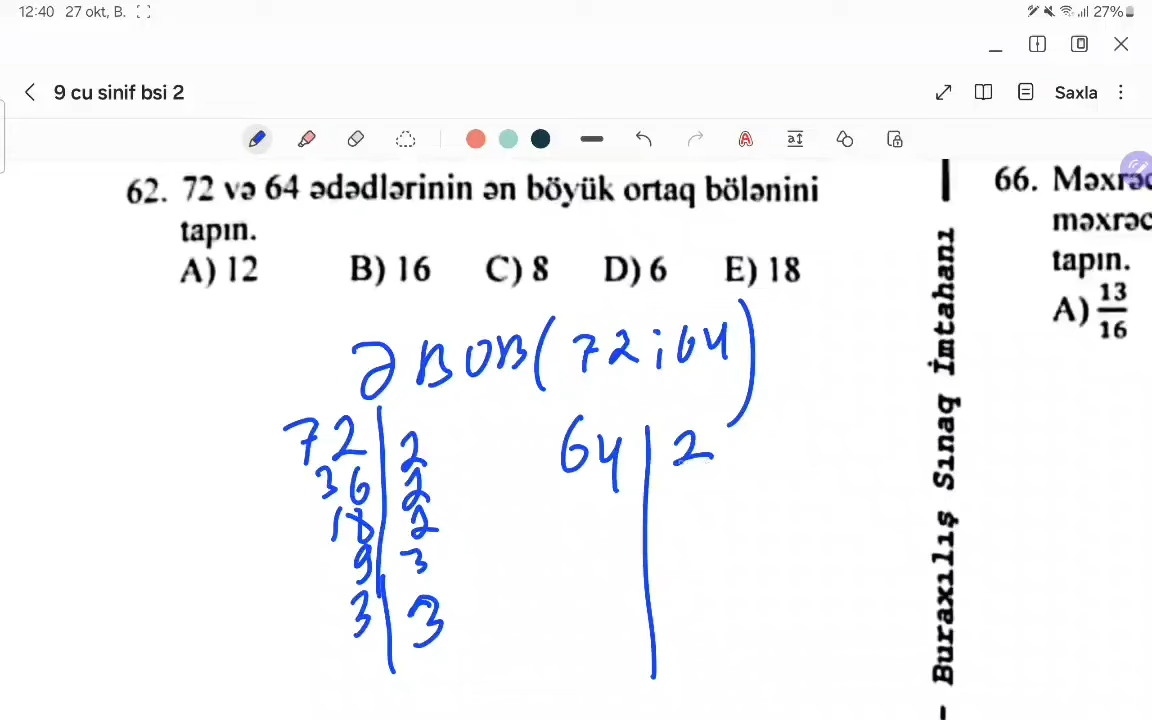 12:40 27 okt, B. 27%
9 cu sinif bsi 2
Saxla
62. 72 və 64 ədədlərinin ən böyük ortaq bölənini
tapın.
A) 12 B) 16 C) 8 D) 6 E) 18
ƏBOB(72;64)
72 | 2
36 | 2
18 | 2
9 | 3
3 | 3
64 | 2
- Buraxılış Sınaq İmtahanı
66. Məxrəc
məxrəc
tapın.
A) 13/16